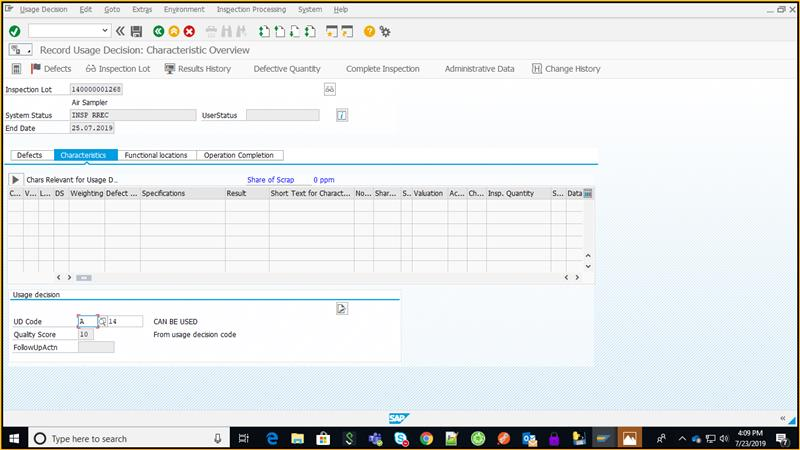 Usage Decision Edit Goto Extras Environment Inspection Processing System Help
Record Usage Decision: Characteristic Overview
Defects Inspection Lot Results History Defective Quantity Complete Inspection Administrative Data Change History
Inspection Lot 140000001268
Air Sampler
System Status INSP RREC UserStatus
End Date 25.07.2019
Defects Characteristics Functional locations Operation Completion
Chars Relevant for Usage D... Share of Scrap 0 ppm
C... V... L... DS Weighting Defect ... Specifications Result Short Text for Charact... No... Shar... S.. Valuation Ac... Ch... Insp. Quantity S... Data
Usage decision
UD Code A 14 CAN BE USED
Quality Score 10 From usage decision code
FollowUpActn
SAP
Type here to search
4:09 PM
7/23/2019
7